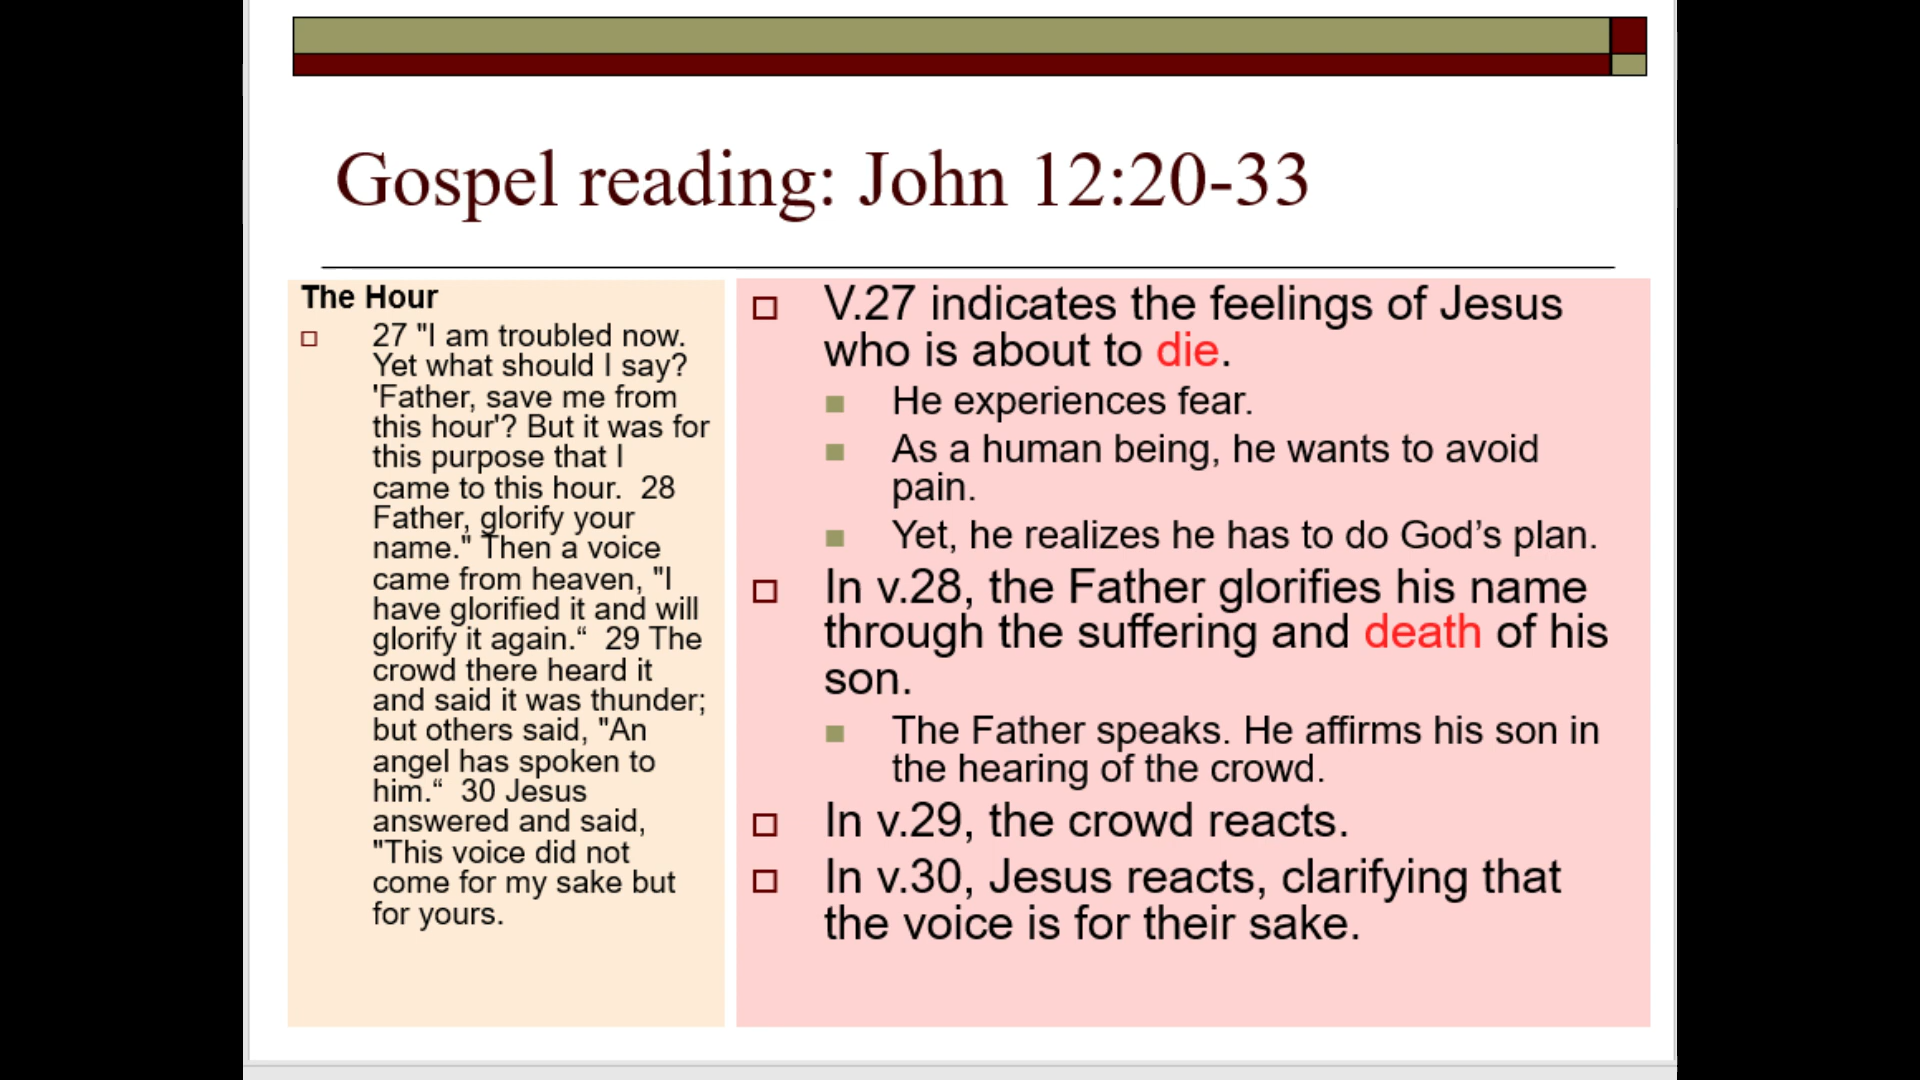 Gospel reading: John 12:20-33
The Hour
27 "I am troubled now.
Yet what should I say?
'Father, save me from
this hour'? But it was for
this purpose that I
came to this hour.  28
Father, glorify your
name." Then a voice
came from heaven, "I
have glorified it and will
glorify it again.“  29 The
crowd there heard it
and said it was thunder;
but others said, "An
angel has spoken to
him.“  30 Jesus
answered and said,
"This voice did not
come for my sake but
for yours.
V.27 indicates the feelings of Jesus
who is about to die.
He experiences fear.
As a human being, he wants to avoid
pain.
Yet, he realizes he has to do God’s plan.
In v.28, the Father glorifies his name
through the suffering and death of his
son.
The Father speaks. He affirms his son in
the hearing of the crowd.
In v.29, the crowd reacts.
In v.30, Jesus reacts, clarifying that
the voice is for their sake.